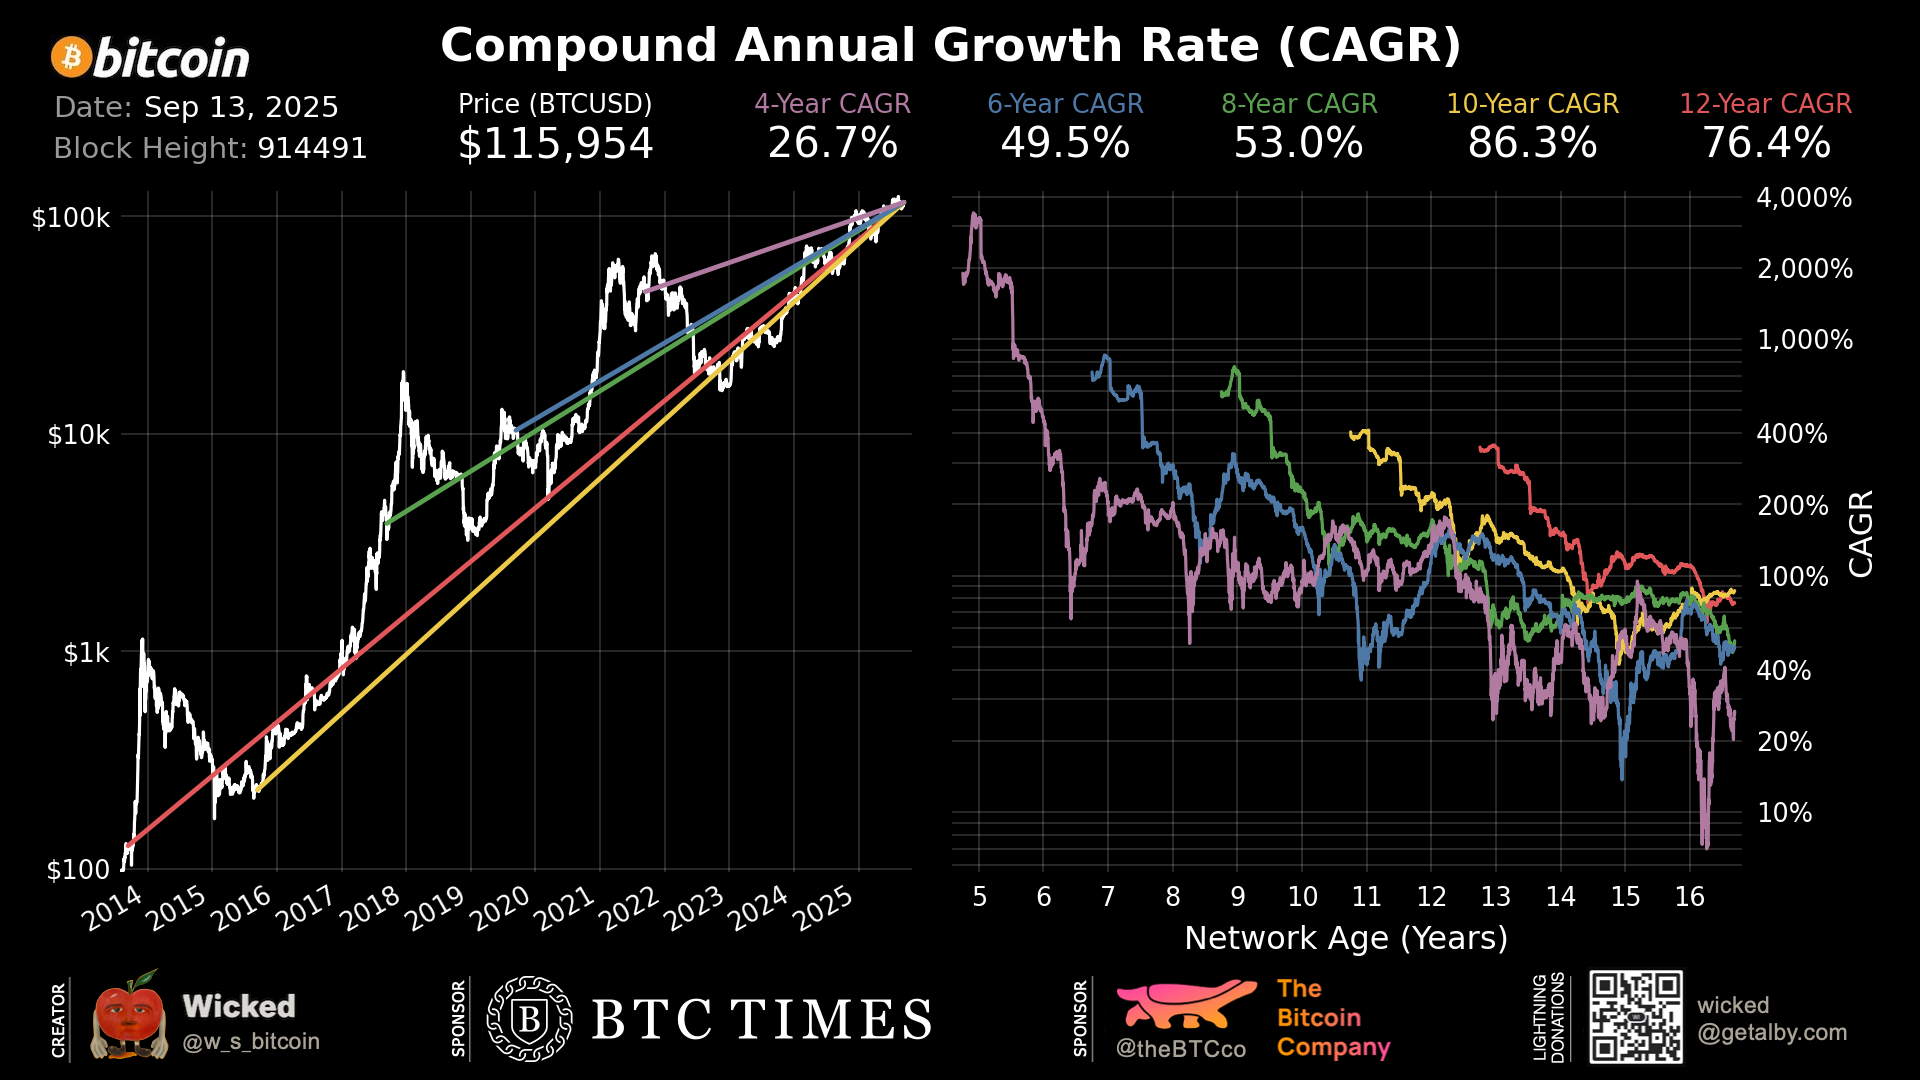 bitcoin
Compound Annual Growth Rate (CAGR)
Date: Sep 13, 2025
Block Height: 914491
Price (BTCUSD)
$115,954
4-Year CAGR
26.7%
6-Year CAGR
49.5%
8-Year CAGR
53.0%
10-Year CAGR
86.3%
12-Year CAGR
76.4%
$100k
$10k
$1k
$100
2014
2015
2016
2017
2018
2019
2020
2021
2022
2023
2024
2025
4,000%
2,000%
1,000%
400%
200%
100%
40%
20%
10%
CAGR
5
6
7
8
9
10
11
12
13
14
15
16
Network Age (Years)
CREATOR
Wicked
@w_s_bitcoin
SPONSOR
B
BTC TIMES
SPONSOR
@theBTCco
The
Bitcoin
Company
LIGHTNING
DONATIONS
wicked
@getalby.com